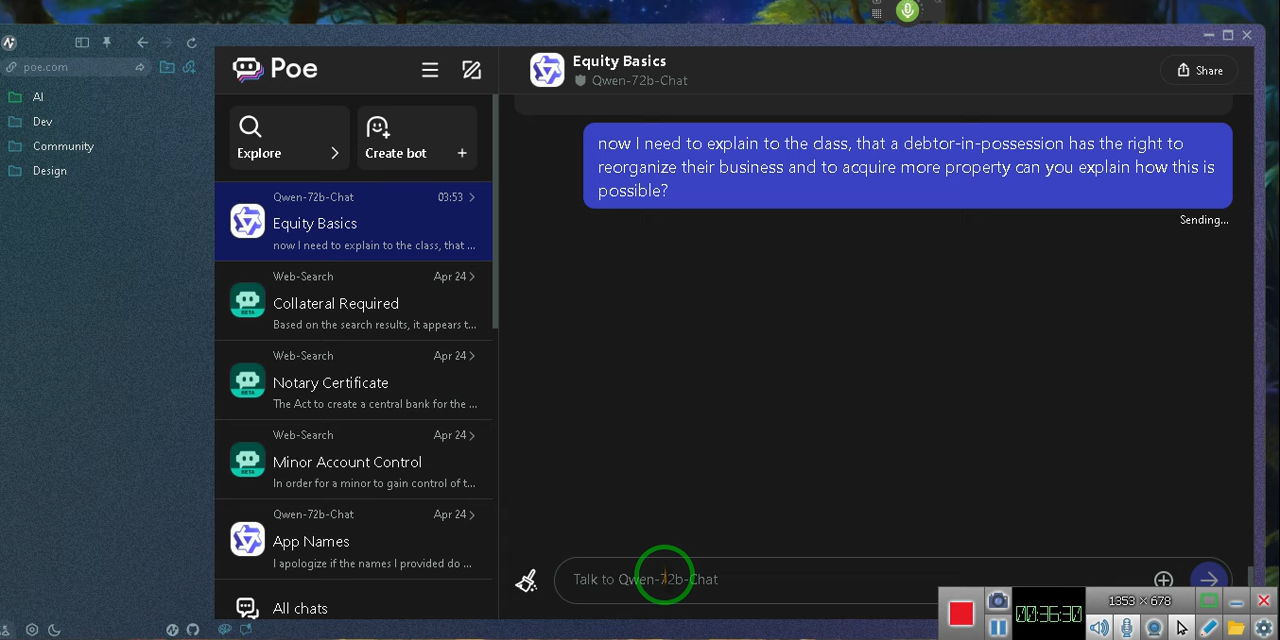 poe.com
AI
Dev
Community
Design
Poe
Explore
Create bot
Qwen-72b-Chat 03:53
Equity Basics
now I need to explain to the class, that ...
Web-Search Apr 24
Collateral Required
Based on the search results, it appears t...
Web-Search Apr 24
Notary Certificate
The Act to create a central bank for the ...
Web-Search Apr 24
Minor Account Control
In order for a minor to gain control of t...
Qwen-72b-Chat Apr 24
App Names
I apologize if the names I provided do ...
All chats
Equity Basics
Qwen-72b-Chat
Share
now I need to explain to the class, that a debtor-in-possession has the right to
reorganize their business and to acquire more property can you explain how this is
possible?
Sending...
Talk to Qwen-72b-Chat
00:36:30
1353 × 678